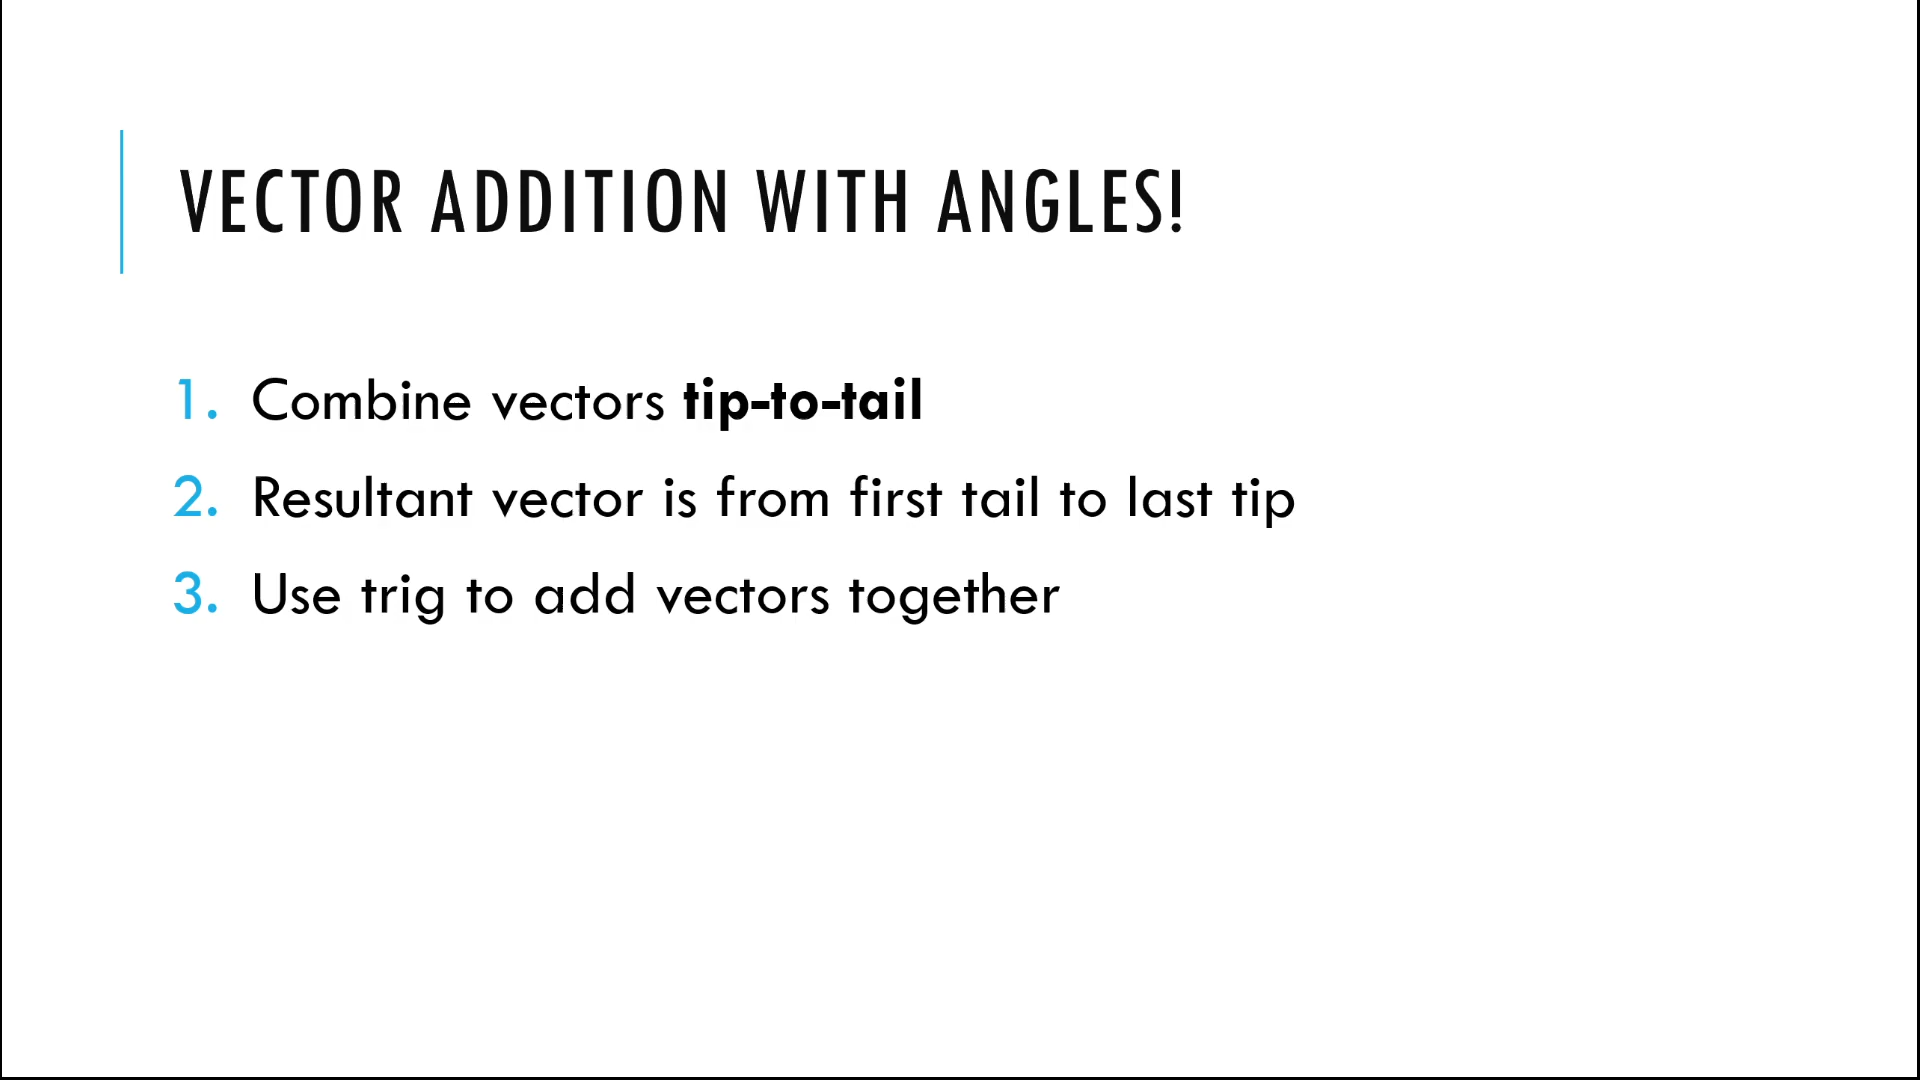 VECTOR ADDITION WITH ANGLES!
1. Combine vectors tip-to-tail
2. Resultant vector is from first tail to last tip
3. Use trig to add vectors together